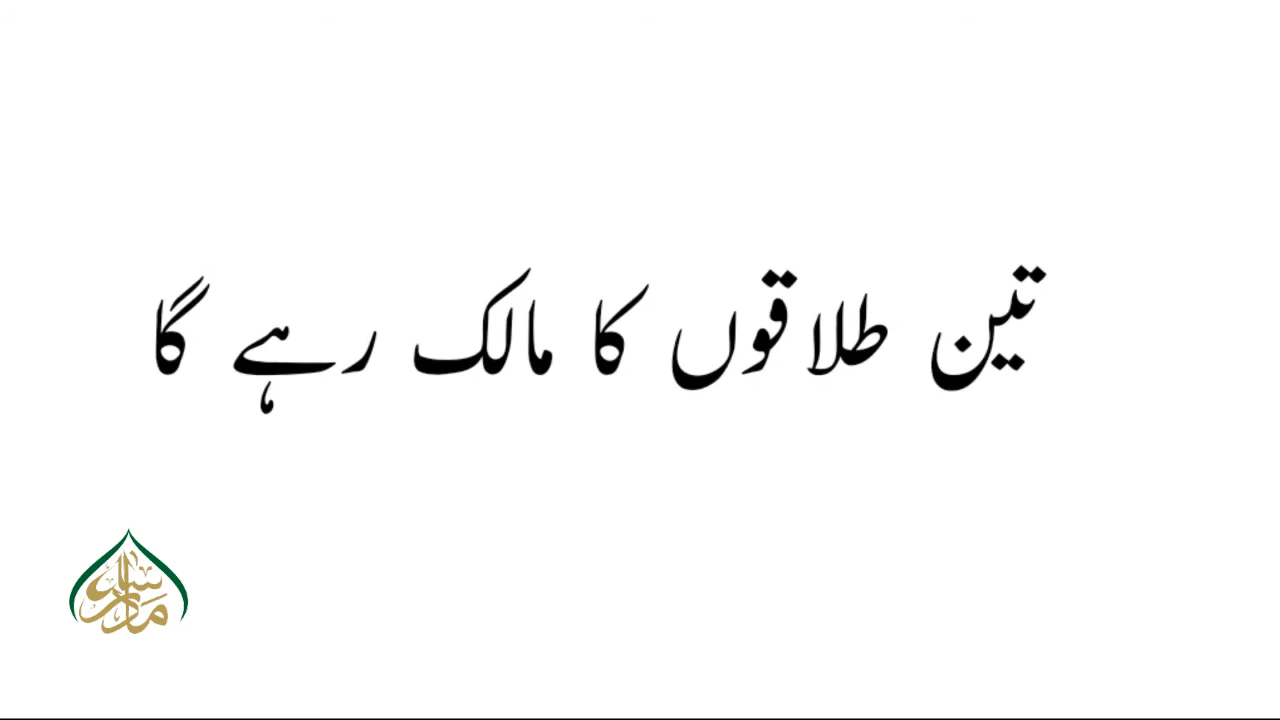 تین طلاقوں کا مالک رہے گا